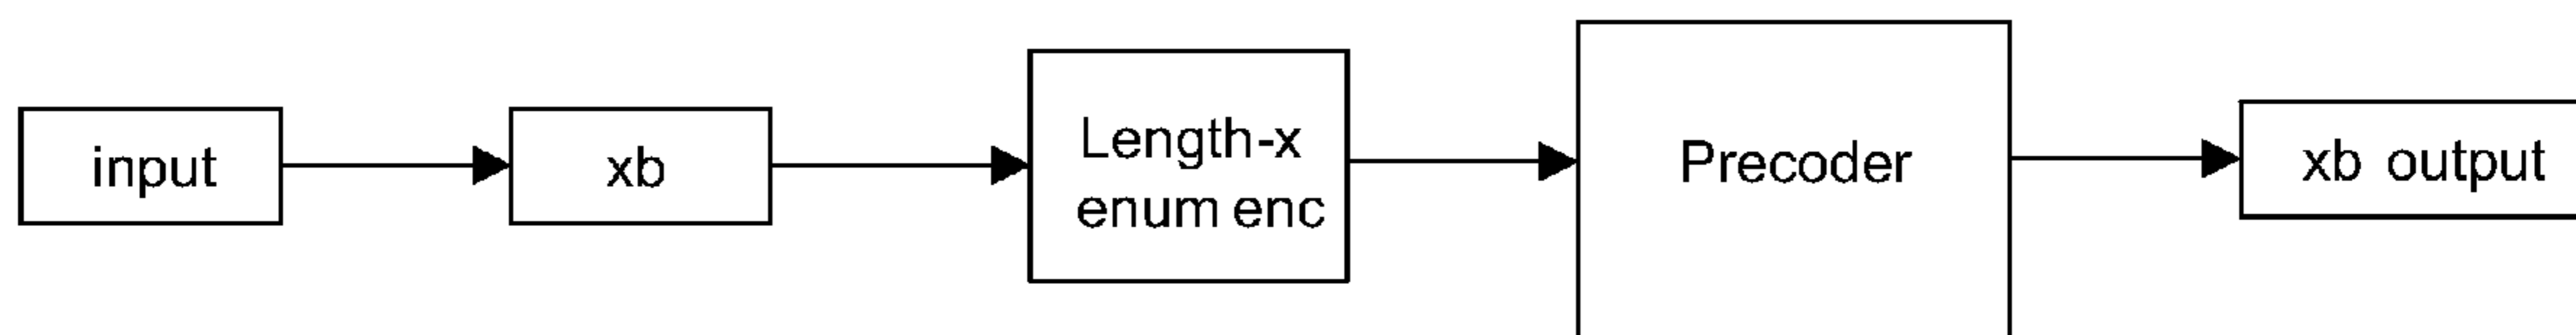 input
xb
Length-x
enum enc
Precoder
xb output